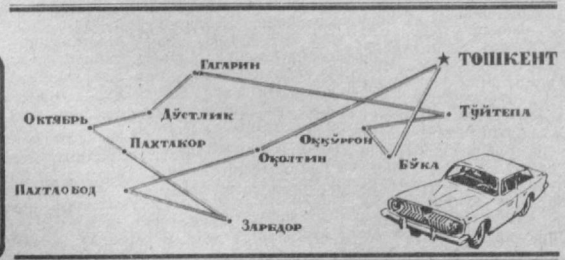 ТОШКЕНТ
ГАГАРИН
ДЎСТЛИК
ТЎЙТЕПА
ОКТЯБРЬ
ПАХТАКОР
ОҚҚЎРҒОН
ОҚОЛТИН
БЎКА
ПАХТАОБОД
ЗАРБДОР